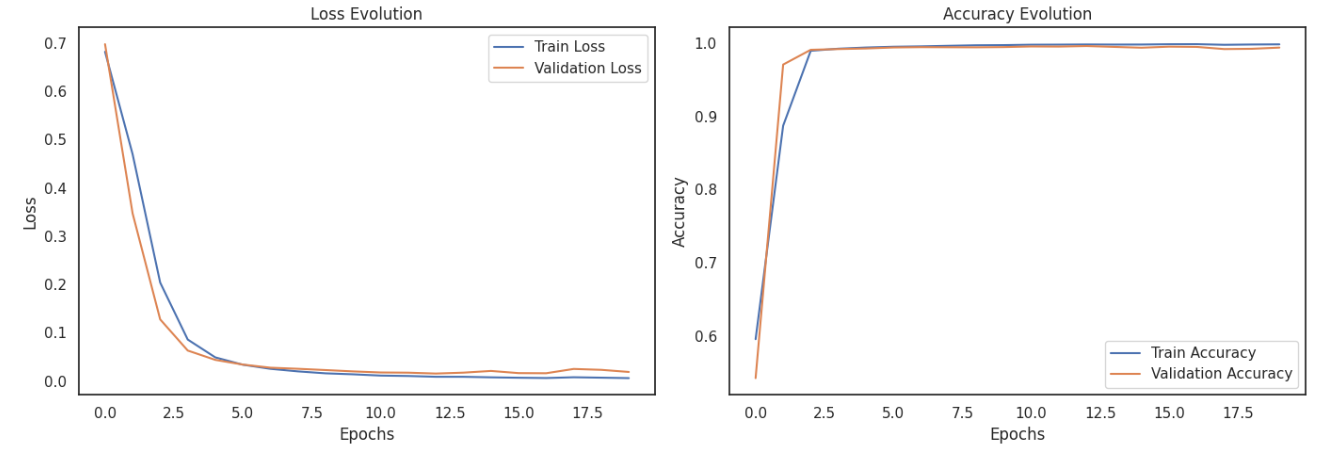 Loss Evolution
0.7
0.6
0.5
0.4
0.3
0.2
0.1
0.0
Loss
Train Loss
Validation Loss
0.0 2.5 5.0 7.5 10.0 12.5 15.0 17.5
Epochs
Accuracy Evolution
1.0
0.9
0.8
0.7
0.6
Accuracy
Train Accuracy
Validation Accuracy
0.0 2.5 5.0 7.5 10.0 12.5 15.0 17.5
Epochs